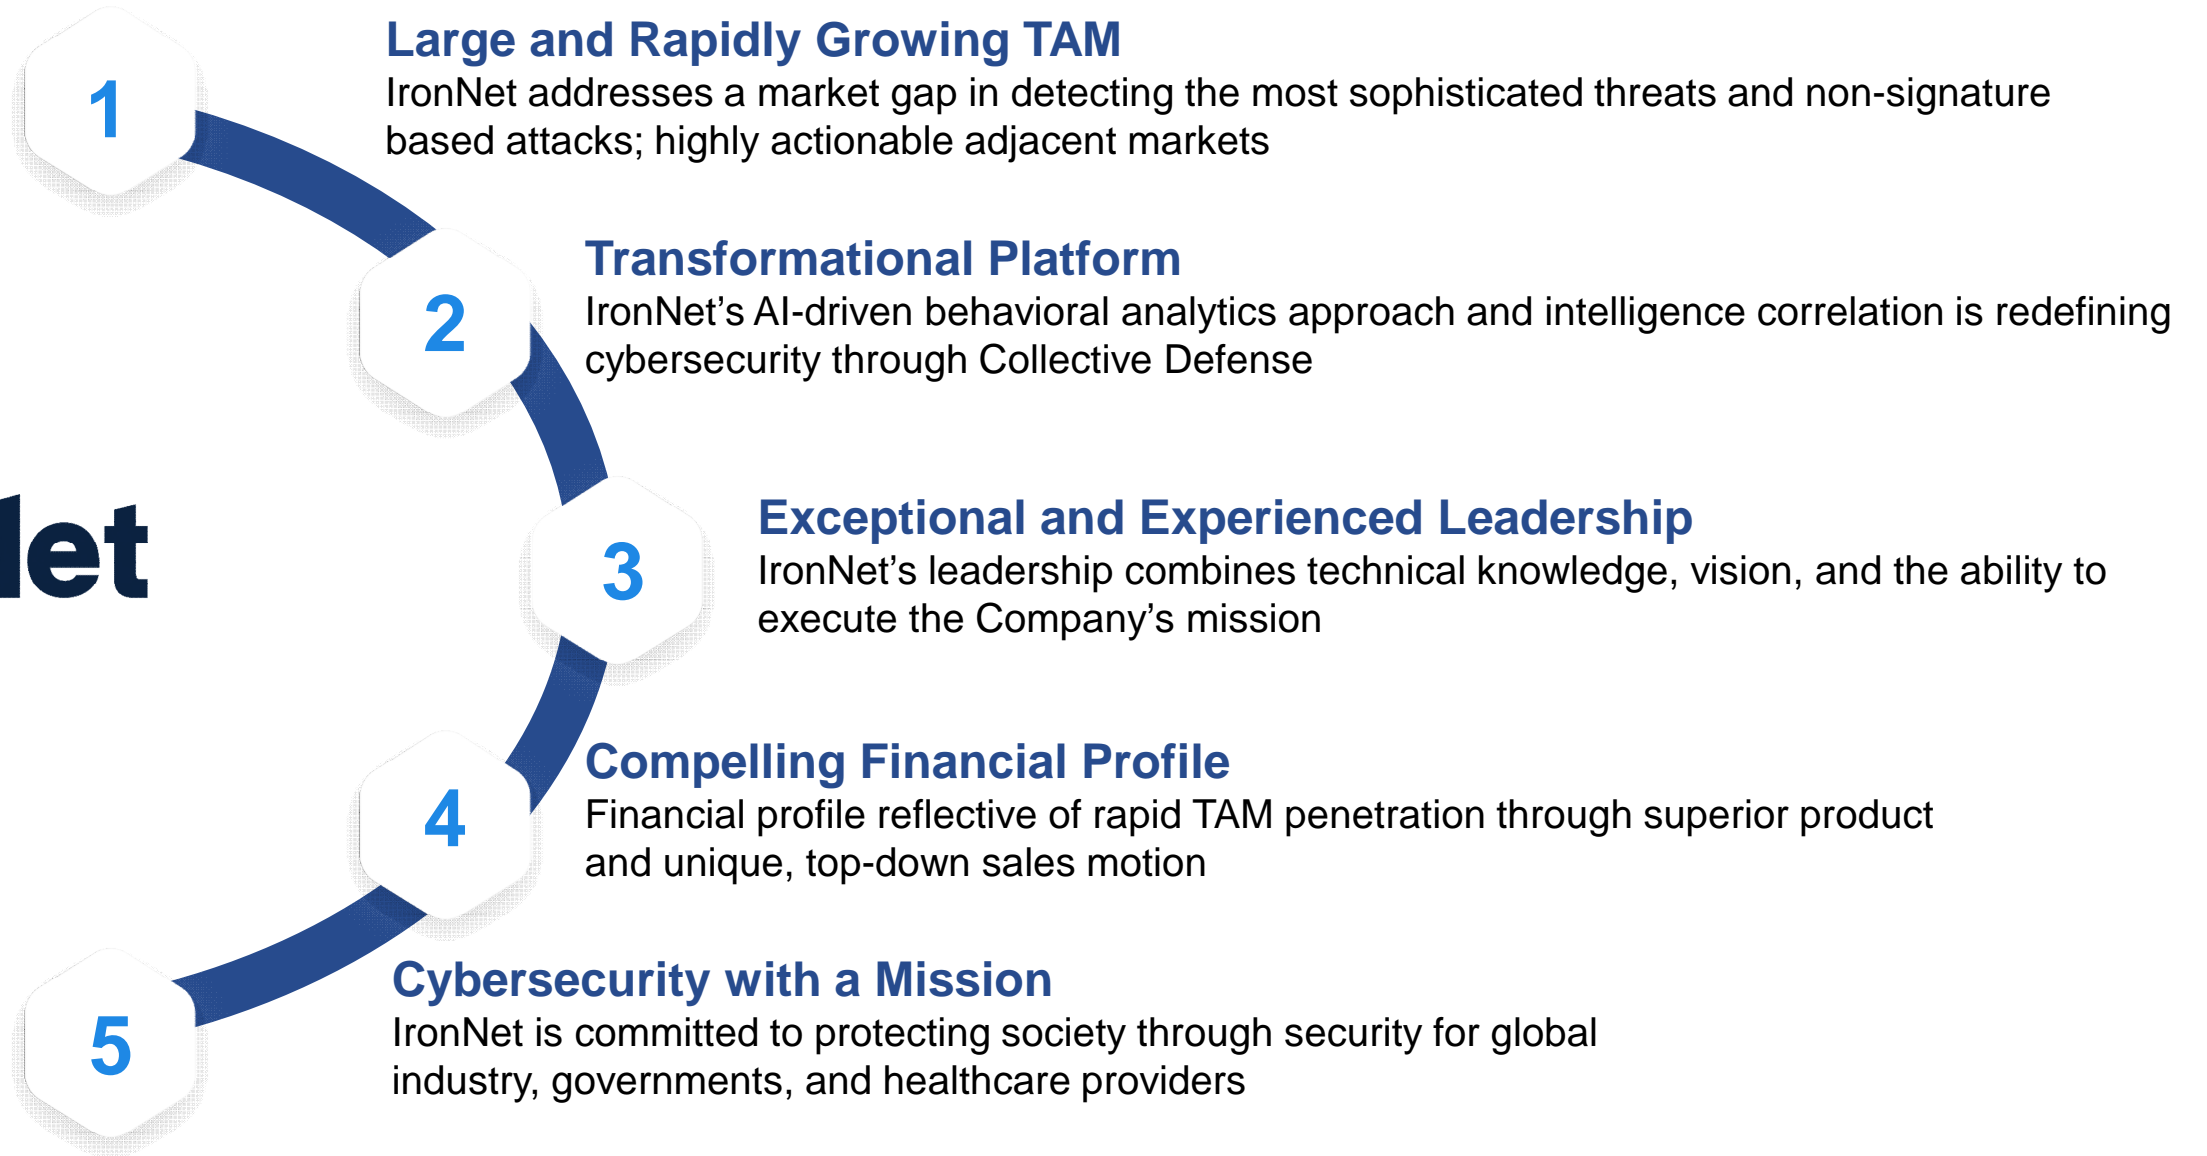 1
Large and Rapidly Growing TAM
IronNet addresses a market gap in detecting the most sophisticated threats and non-signature
based attacks; highly actionable adjacent markets
2
Transformational Platform
IronNet’s AI-driven behavioral analytics approach and intelligence correlation is redefining
cybersecurity through Collective Defense
let
3
Exceptional and Experienced Leadership
IronNet’s leadership combines technical knowledge, vision, and the ability to
execute the Company’s mission
4
Compelling Financial Profile
Financial profile reflective of rapid TAM penetration through superior product
and unique, top-down sales motion
5
Cybersecurity with a Mission
IronNet is committed to protecting society through security for global
industry, governments, and healthcare providers